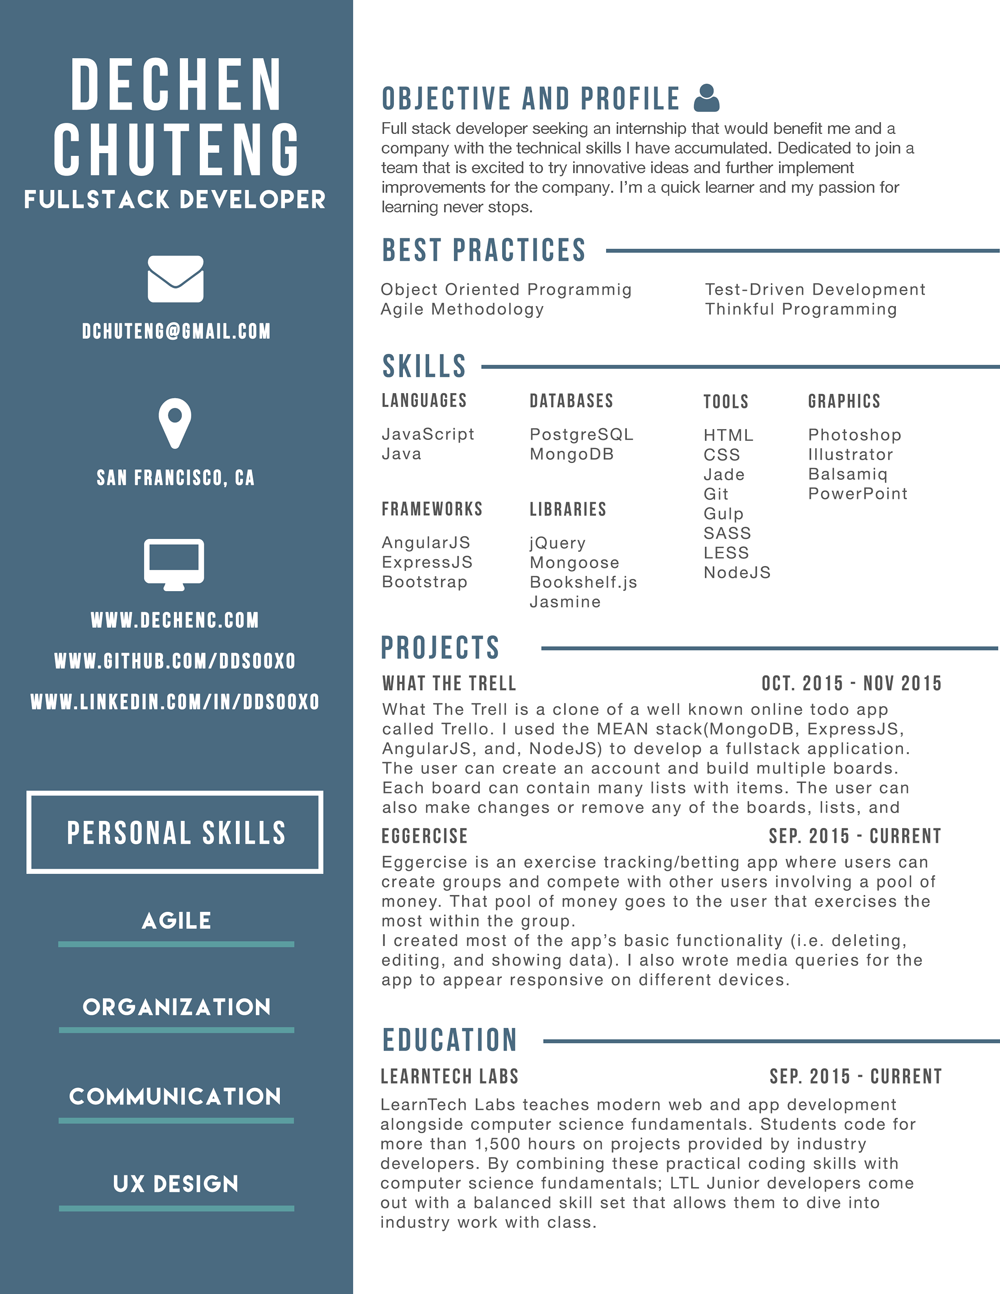 DECHEN
CHUTENG
FULLSTACK DEVELOPER
DCHUTENG@GMAIL.COM
SAN FRANCISCO, CA
WWW.DECHENC.COM
WWW.GITHUB.COM/DDSOOXO
WWW.LINKEDIN.COM/IN/DDSOOXO
PERSONAL SKILLS
AGILE
ORGANIZATION
COMMUNICATION
UX DESIGN
OBJECTIVE AND PROFILE
Full stack developer seeking an internship that would benefit me and a
company with the technical skills I have accumulated. Dedicated to join a
team that is excited to try innovative ideas and further implement
improvements for the company. I'm a quick learner and my passion for
learning never stops.
BEST PRACTICES
Object Oriented Programmig
Agile Methodology
Test-Driven Development
Thinkful Programming
SKILLS
LANGUAGES
JavaScript
Java
DATABASES
PostgreSQL
MongoDB
TOOLS
HTML
CSS
Jade
Git
Gulp
SASS
LESS
NodeJS
GRAPHICS
Photoshop
Illustrator
Balsamiq
PowerPoint
FRAMEWORKS
AngularJS
ExpressJS
Bootstrap
LIBRARIES
jQuery
Mongoose
Bookshelf.js
Jasmine
PROJECTS
WHAT THE TRELL OCT. 2015 - NOV 2015
What The Trell is a clone of a well known online todo app
called Trello. I used the MEAN stack(MongoDB, ExpressJS,
AngularJS, and, NodeJS) to develop a fullstack application.
The user can create an account and build multiple boards.
Each board can contain many lists with items. The user can
also make changes or remove any of the boards, lists, and
EGGERCISE SEP. 2015 - CURRENT
Eggercise is an exercise tracking/betting app where users can
create groups and compete with other users involving a pool of
money. That pool of money goes to the user that exercises the
most within the group.
I created most of the app's basic functionality (i.e. deleting,
editing, and showing data). I also wrote media queries for the
app to appear responsive on different devices.
EDUCATION
LEARNTECH LABS SEP. 2015 - CURRENT
LearnTech Labs teaches modern web and app development
alongside computer science fundamentals. Students code for
more than 1,500 hours on projects provided by industry
developers. By combining these practical coding skills with
computer science fundamentals; LTL Junior developers come
out with a balanced skill set that allows them to dive into
industry work with class.